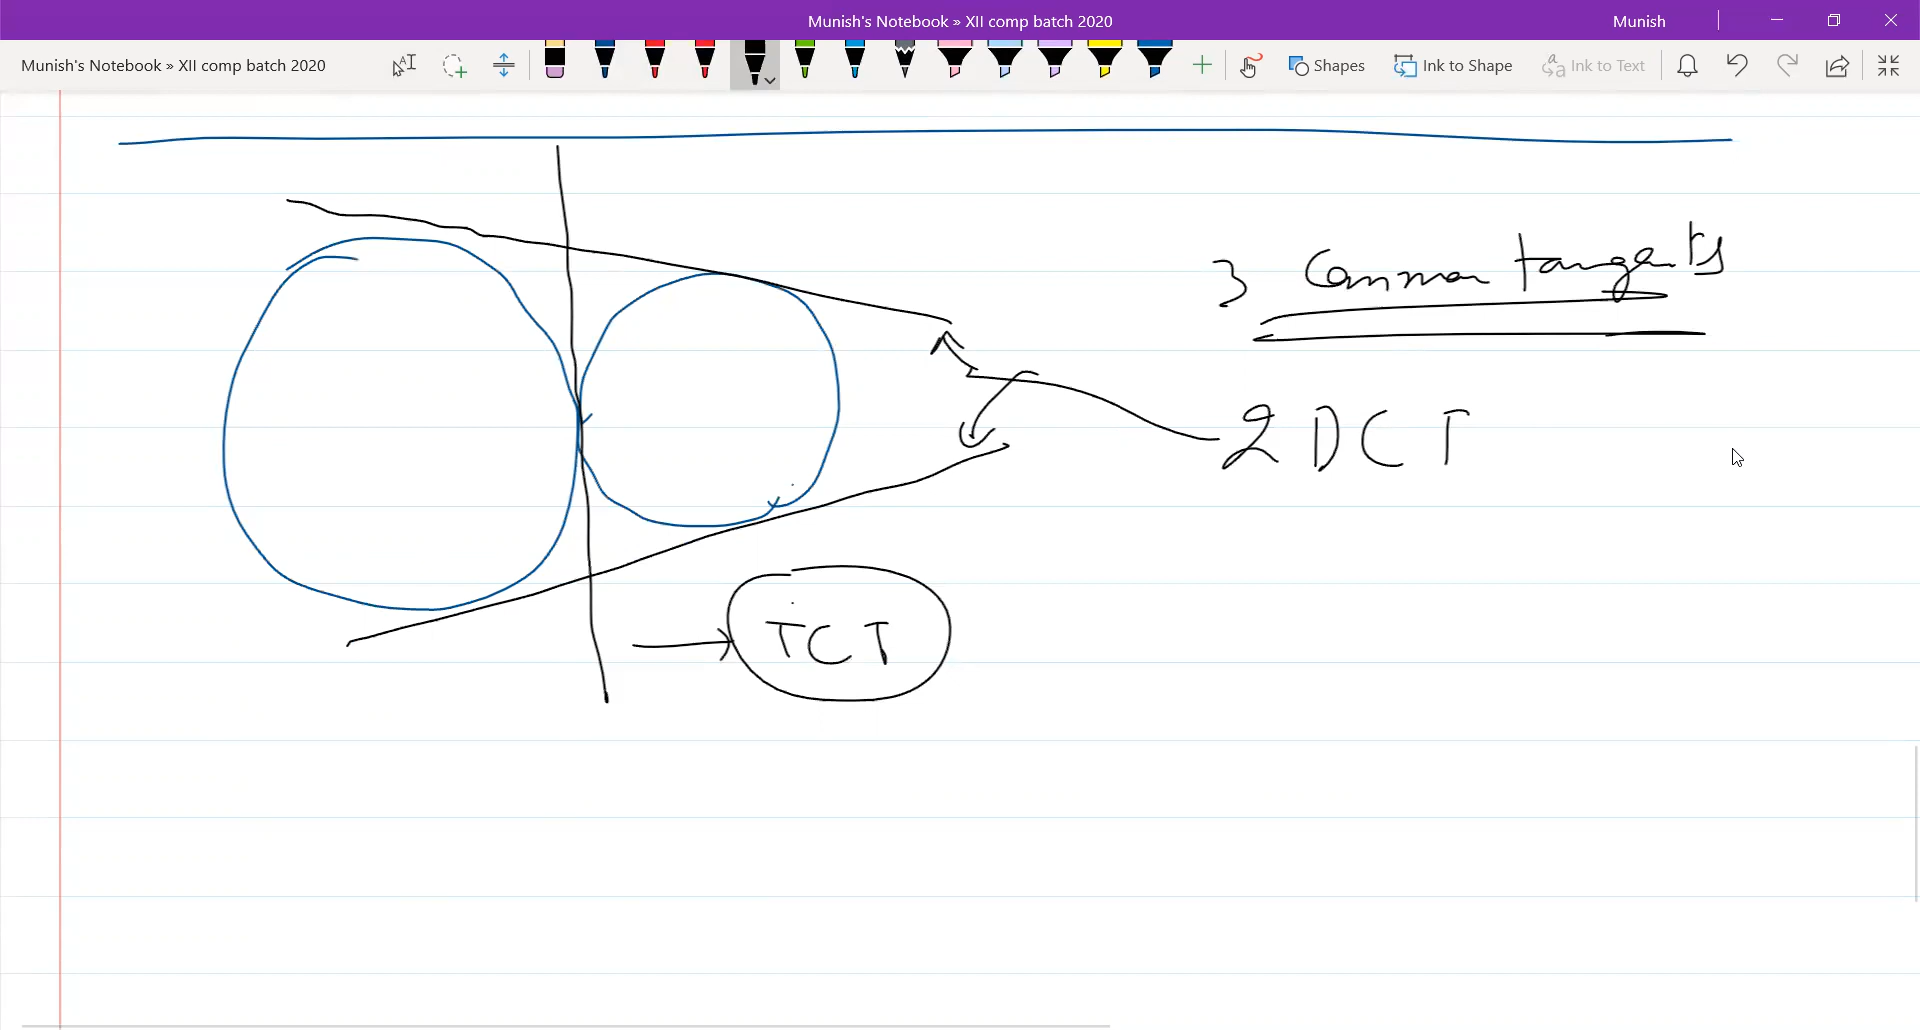 Munish's Notebook » XII comp batch 2020
Munish
Munish's Notebook » XII comp batch 2020
Shapes
Ink to Shape
Ink to Text
3 Common tangents
2 DCT
TCT